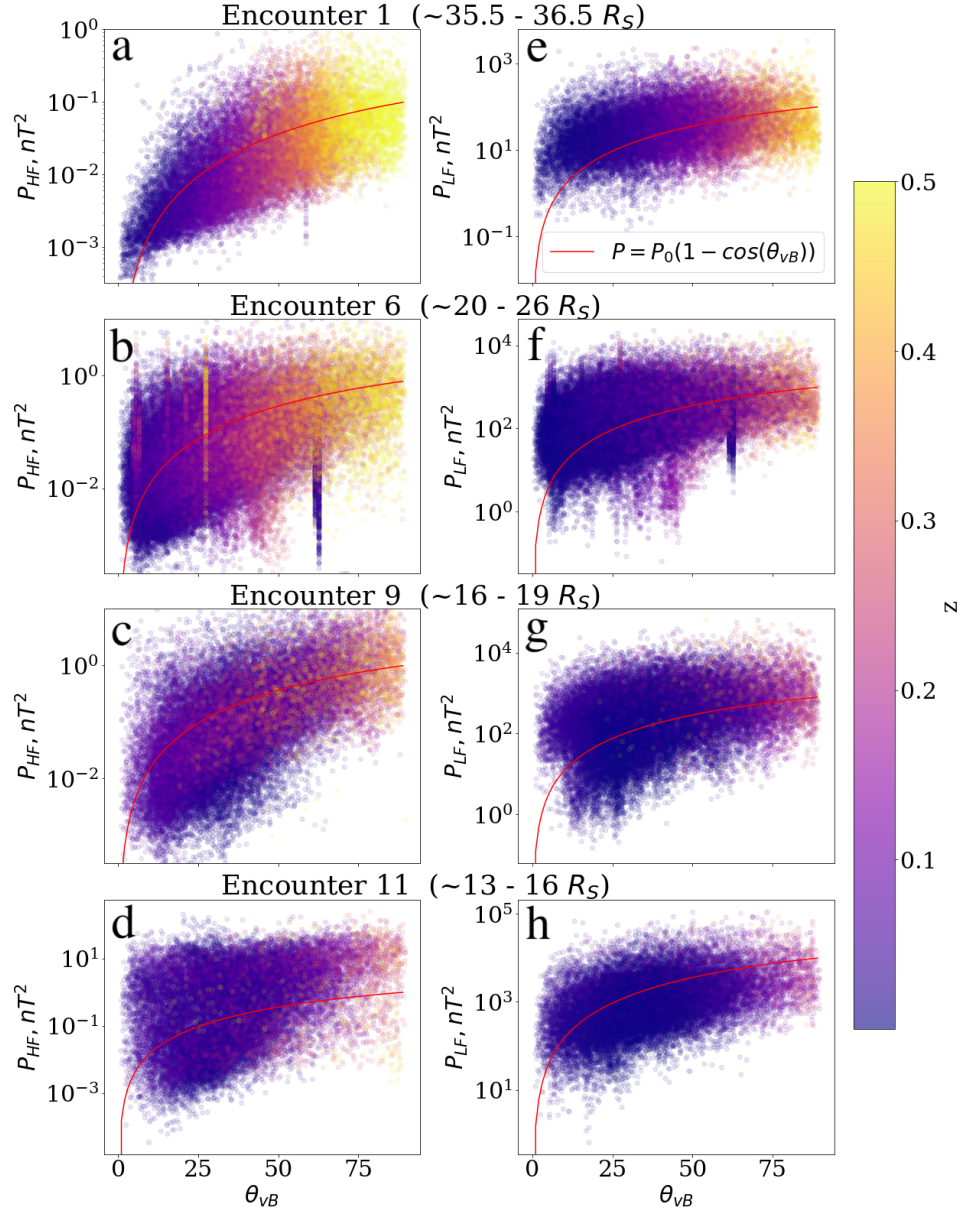 Encounter 1 (~35.5 - 36.5 R_S)
a
10^0
10^-1
10^-2
10^-3
P_HF, nT^2
e
10^3
10^1
10^-1
P_LF, nT^2
P = P_0(1 − cos(θ_vB))
Encounter 6 (~20 - 26 R_S)
b
10^0
10^-2
P_HF, nT^2
f
10^4
10^2
10^0
P_LF, nT^2
Encounter 9 (~16 - 19 R_S)
c
10^0
10^-2
P_HF, nT^2
g
10^4
10^2
10^0
P_LF, nT^2
Encounter 11 (~13 - 16 R_S)
d
10^1
10^-1
10^-3
P_HF, nT^2
0 25 50 75
θ_vB
h
10^5
10^3
10^1
P_LF, nT^2
0 25 50 75
θ_vB
0.5
0.4
0.3
0.2
0.1
z